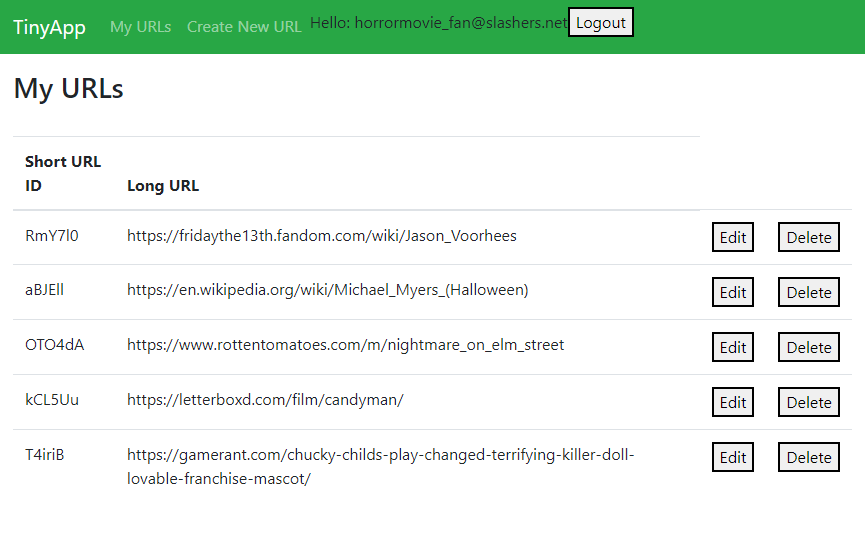 TinyApp My URLs Create New URL Hello: horrormovie_fan@slashers.net Logout
My URLs
Short URL
ID Long URL
RmY7l0 https://fridaythe13th.fandom.com/wiki/Jason_Voorhees Edit Delete
aBJEll https://en.wikipedia.org/wiki/Michael_Myers_(Halloween) Edit Delete
OTO4dA https://www.rottentomatoes.com/m/nightmare_on_elm_street Edit Delete
kCL5Uu https://letterboxd.com/film/candyman/ Edit Delete
T4iriB https://gamerant.com/chucky-childs-play-changed-terrifying-killer-doll- Edit Delete
lovable-franchise-mascot/